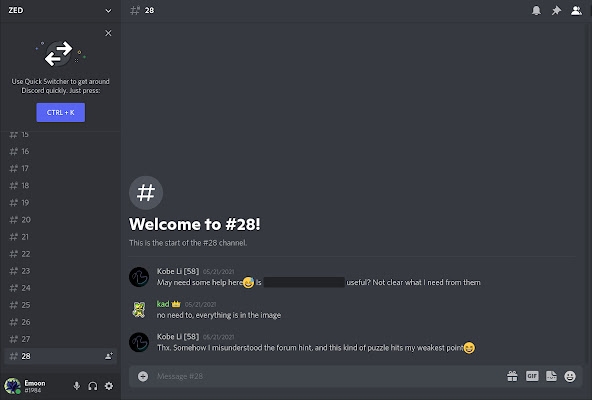 ZED
# 28
Use Quick Switcher to get around
Discord quickly. Just press:
CTRL + K
15
16
17
18
19
20
21
22
23
24
25
26
27
28
Welcome to #28!
This is the start of the #28 channel.
Kobe Li [58] 05/21/2021
May need some help here Is useful? Not clear what I need from them
kad 05/21/2021
no need to, everything is in the image
Kobe Li [58] 05/21/2021
Thx. Somehow I misunderstood the forum hint, and this kind of puzzle hits my weakest point
Emoon
#1984
Message #28
GIF